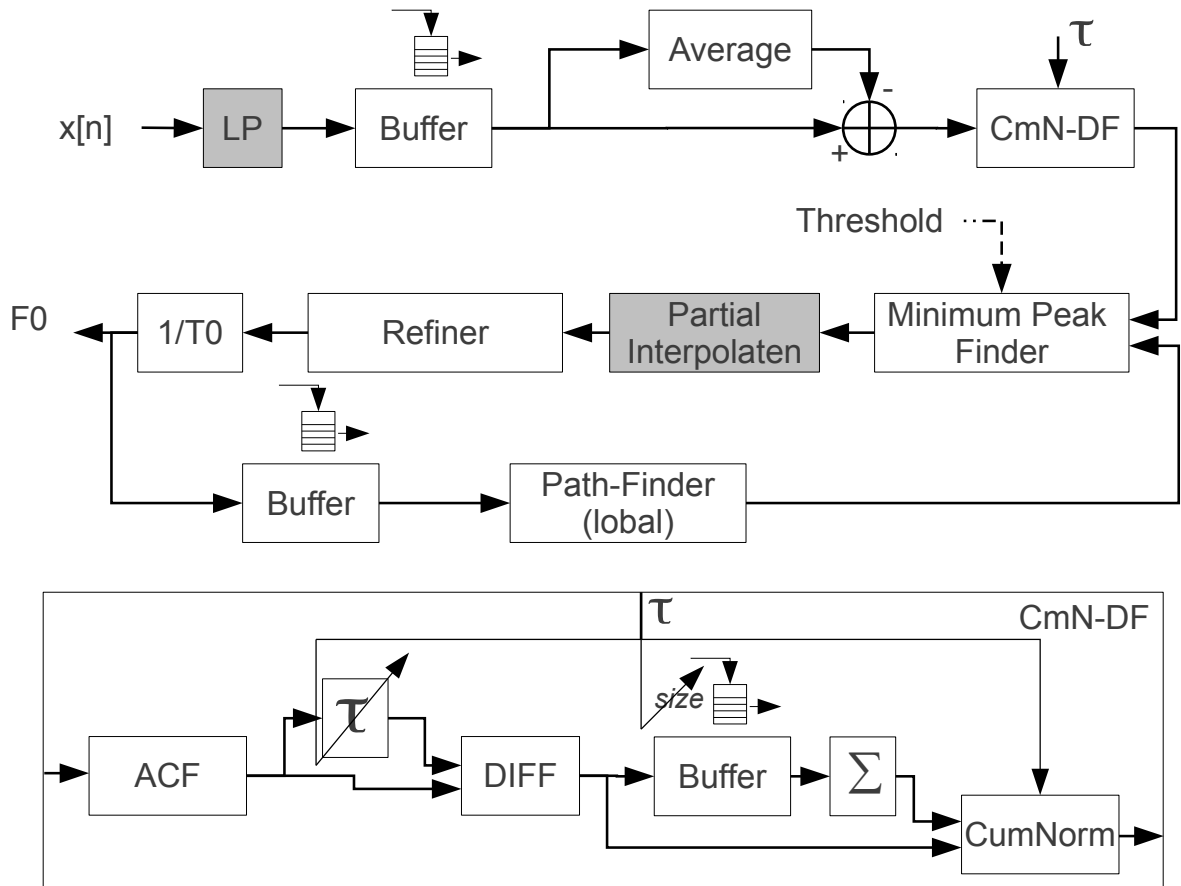 τ
Average
-
x[n]
LP
Buffer
+
CmN-DF
Threshold
F0
1/T0
Refiner
Partial
Interpolaten
Minimum Peak
Finder
Buffer
Path-Finder
(lobal)
τ
CmN-DF
size
τ
ACF
DIFF
Buffer
Σ
CumNorm